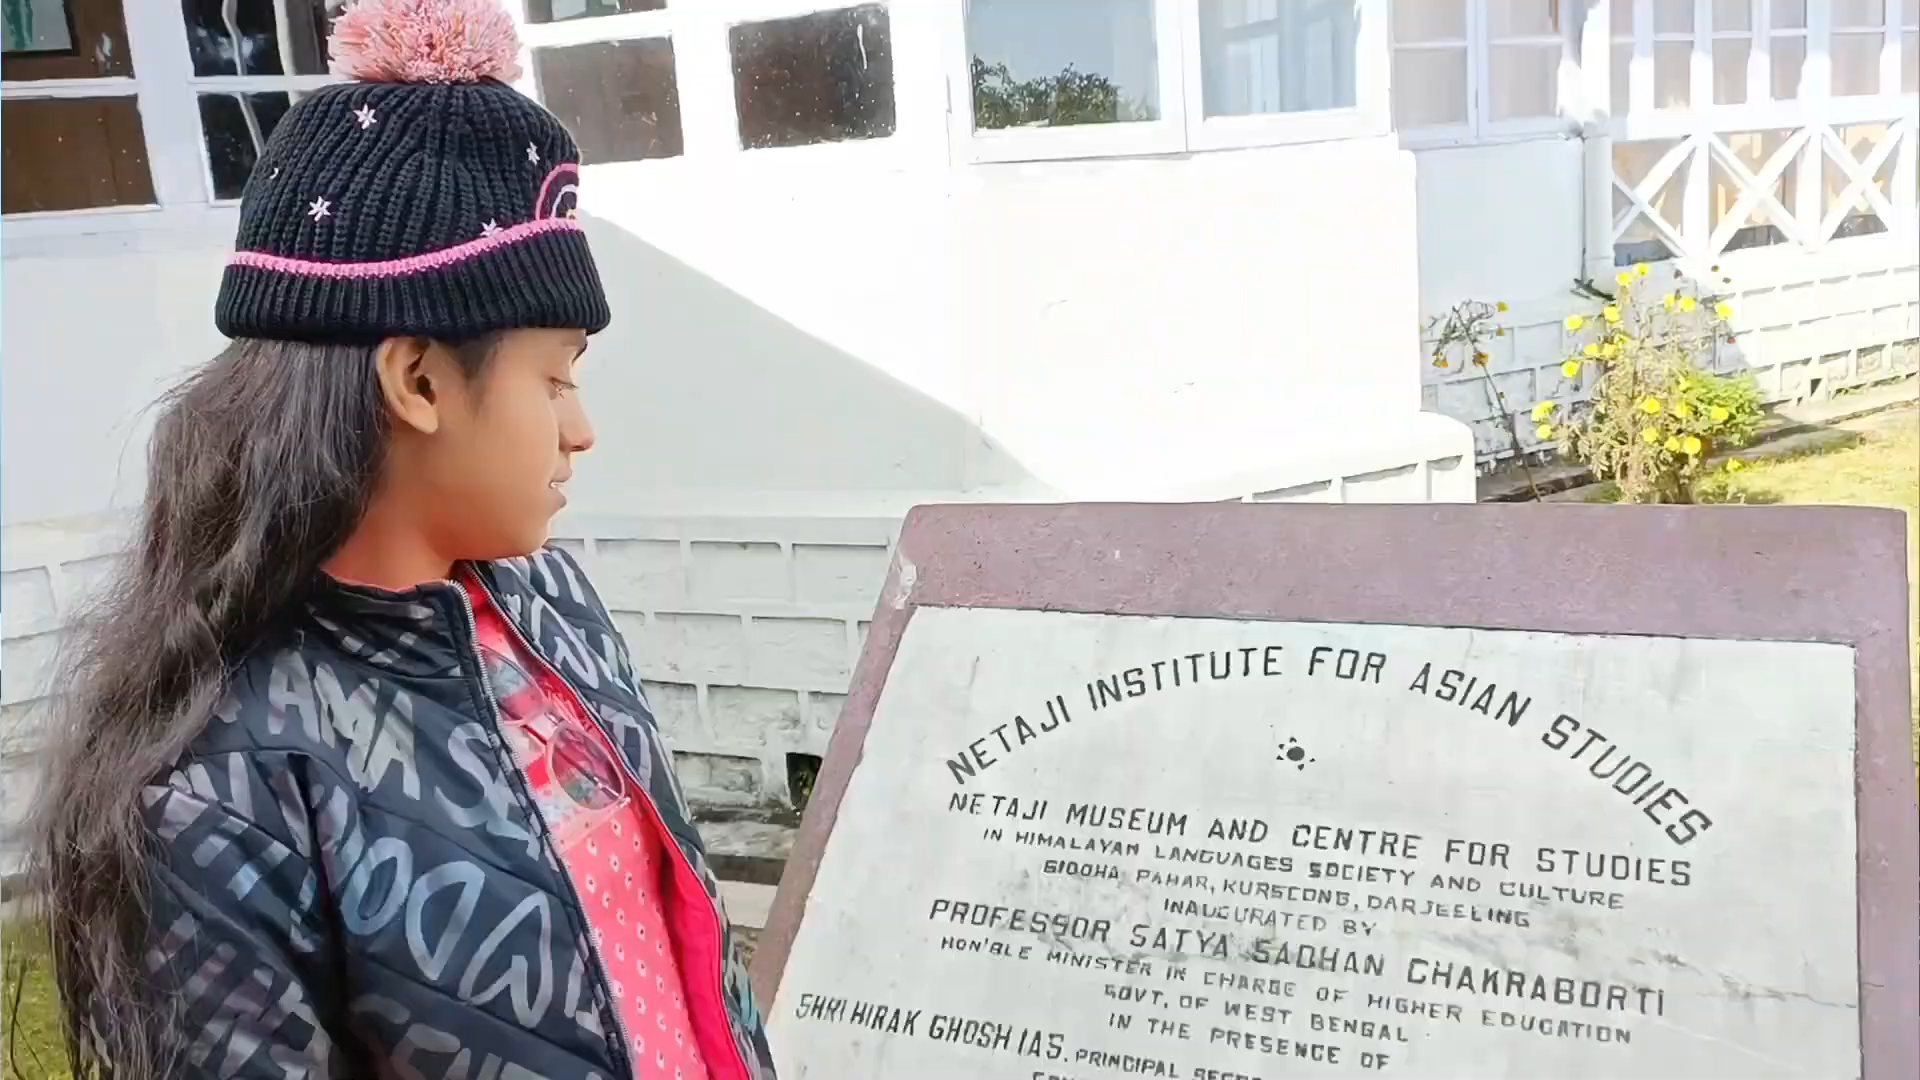 NETAJI INSTITUTE FOR ASIAN STUDIES
NETAJI MUSEUM AND CENTRE FOR STUDIES
IN HIMALAYAN LANGUAGES SOCIETY AND CULTURE
GIDDHA PAHAR, KURSEONG, DARJEELING
INAUGURATED BY
PROFESSOR SATYA SADHAN CHAKRABORTI
HON'BLE MINISTER IN CHARGE OF HIGHER EDUCATION
GOVT. OF WEST BENGAL
IN THE PRESENCE OF
SHRI HIRAK GHOSH IAS, PRINCIPAL